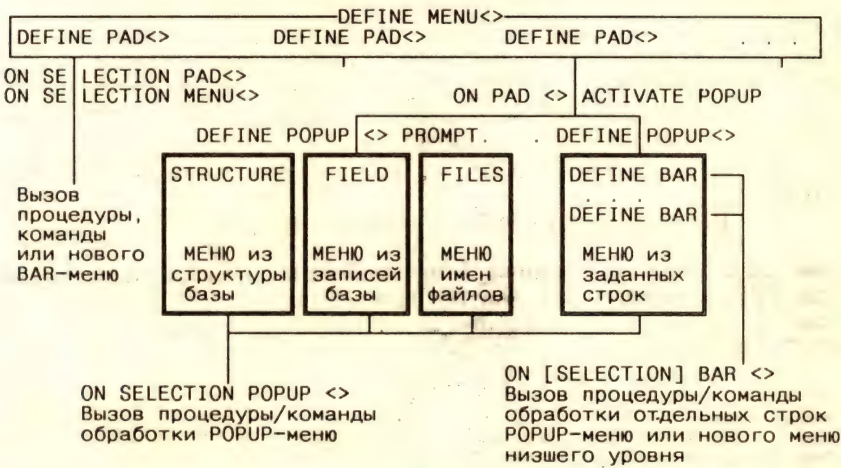 DEFINE MENU<>
DEFINE PAD<> DEFINE PAD<> DEFINE PAD<> . . .
ON SELECTION PAD<>
ON SELECTION MENU<>
ON PAD <> ACTIVATE POPUP
DEFINE POPUP <> PROMPT. . DEFINE POPUP<>
Вызов
процедуры,
команды
или нового
BAR-меню
STRUCTURE
МЕНЮ из
структуры
базы
FIELD
МЕНЮ из
записей
базы
FILES
МЕНЮ
имен
файлов
DEFINE BAR
. . .
DEFINE BAR
МЕНЮ из
заданных
строк
ON SELECTION POPUP <>
Вызов процедуры/команды
обработки POPUP-меню
ON [SELECTION] BAR <>
Вызов процедуры/команды
обработки отдельных строк
POPUP-меню или нового меню
низшего уровня